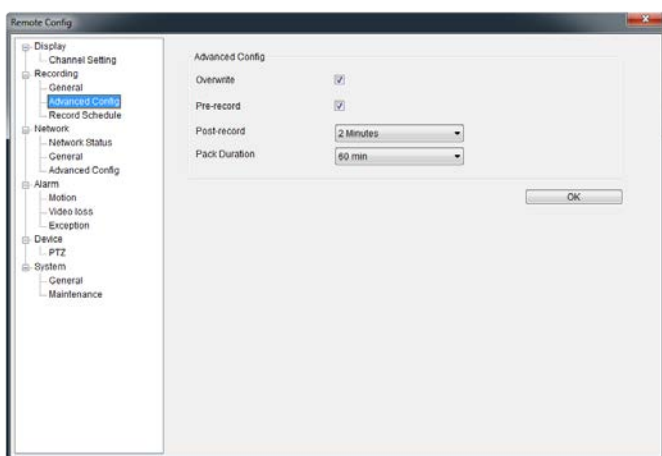 Remote Config
Display
Channel Setting
Recording
General
Advanced Config
Record Schedule
Network
Network Status
General
Advanced Config
Alarm
Motion
Video loss
Exception
Device
PTZ
System
General
Maintenance
Advanced Config
Overwrite
Pre-record
Post-record 2 Minutes
Pack Duration 60 min
OK